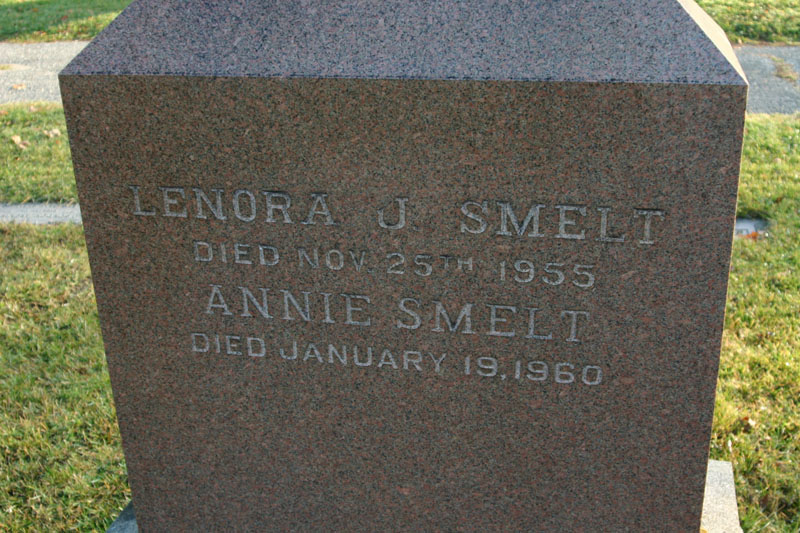 LENORA J. SMELT
DIED NOV. 25TH 1955
ANNIE SMELT
DIED JANUARY 19, 1960